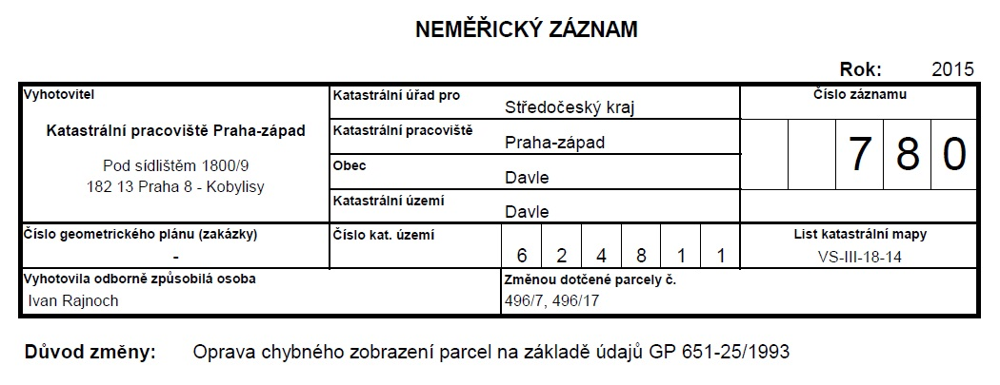 NEMĚŘICKÝ ZÁZNAM
Rok: 2015
Vyhotovitel
Katastrální pracoviště Praha-západ
Pod sídlištěm 1800/9
182 13 Praha 8 - Kobylisy
Katastrální úřad pro
Středočeský kraj
Katastrální pracoviště
Praha-západ
Obec
Davle
Katastrální území
Davle
Číslo záznamu
7 8 0
Číslo geometrického plánu (zakázky)
-
Číslo kat. území
6 2 4 8 1 1
List katastrální mapy
VS-III-18-14
Vyhotovila odborně způsobilá osoba
Ivan Rajnoch
Změnou dotčené parcely č.
496/7, 496/17
Důvod změny: Oprava chybného zobrazení parcel na základě údajů GP 651-25/1993